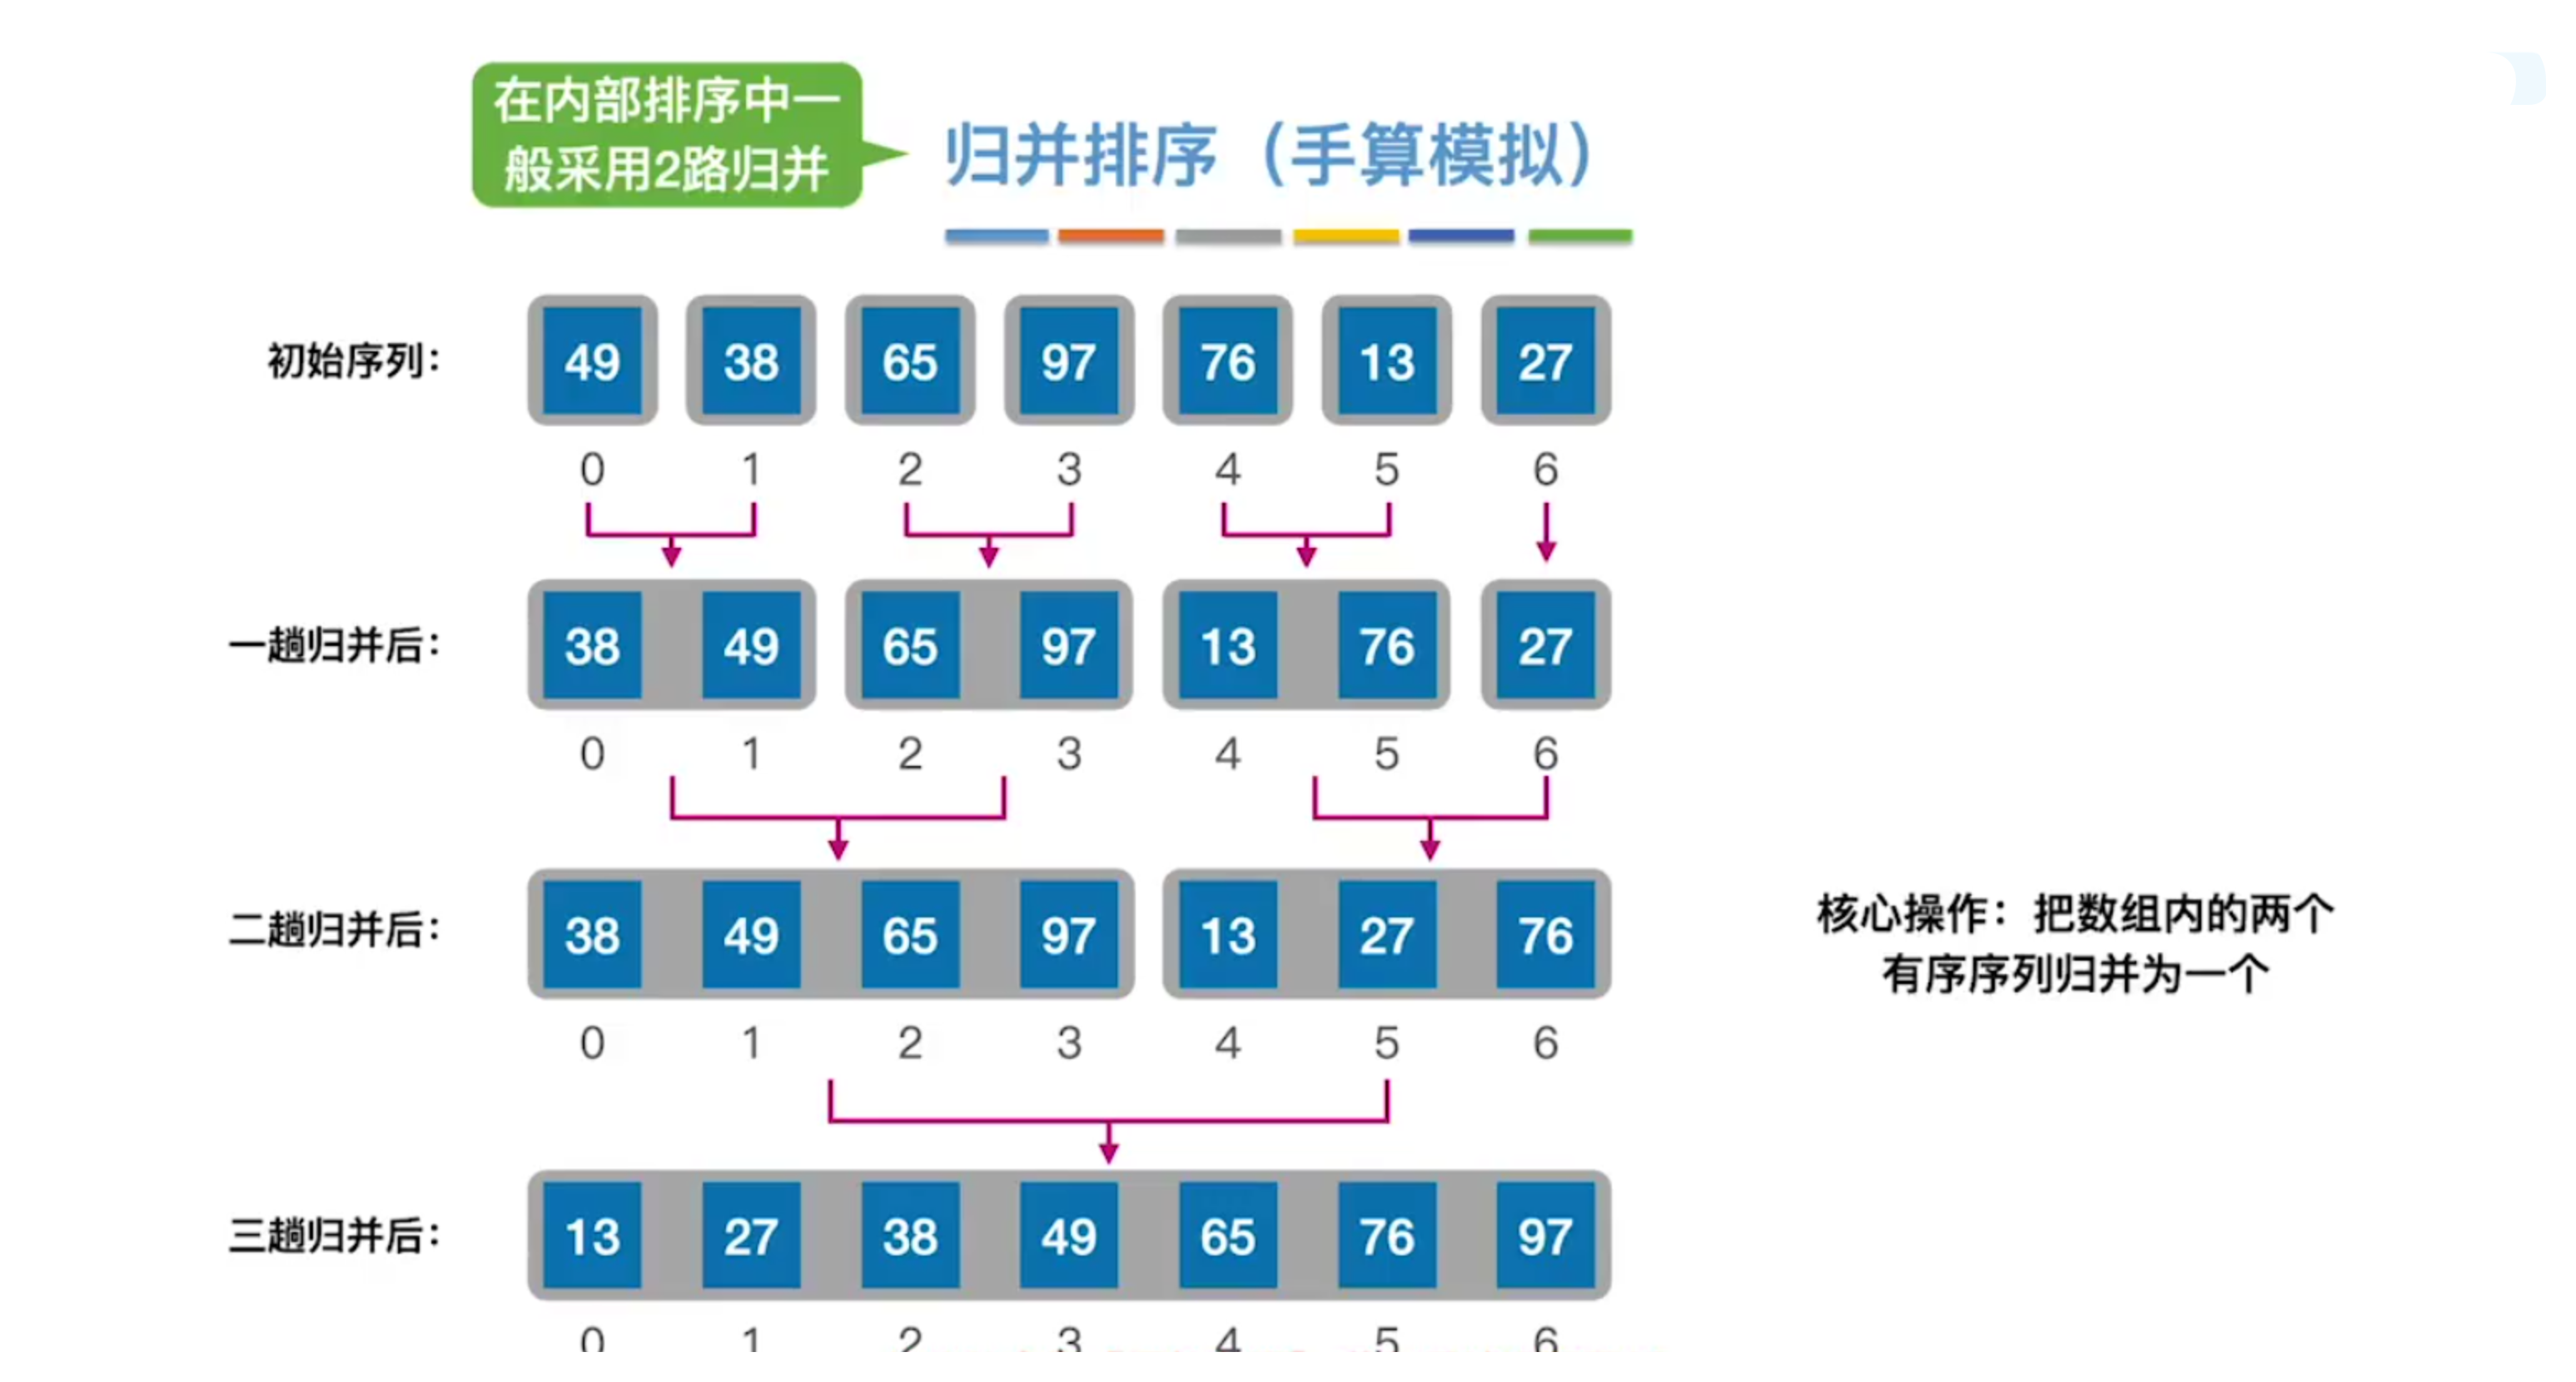 在内部排序中一
般采用2路归并
归并排序（手算模拟）
初始序列：
49 38 65 97 76 13 27
0 1 2 3 4 5 6
一趟归并后：
38 49 65 97 13 76 27
0 1 2 3 4 5 6
二趟归并后：
38 49 65 97 13 27 76
0 1 2 3 4 5 6
核心操作：把数组内的两个
有序序列归并为一个
三趟归并后：
13 27 38 49 65 76 97
0 1 2 3 4 5 6